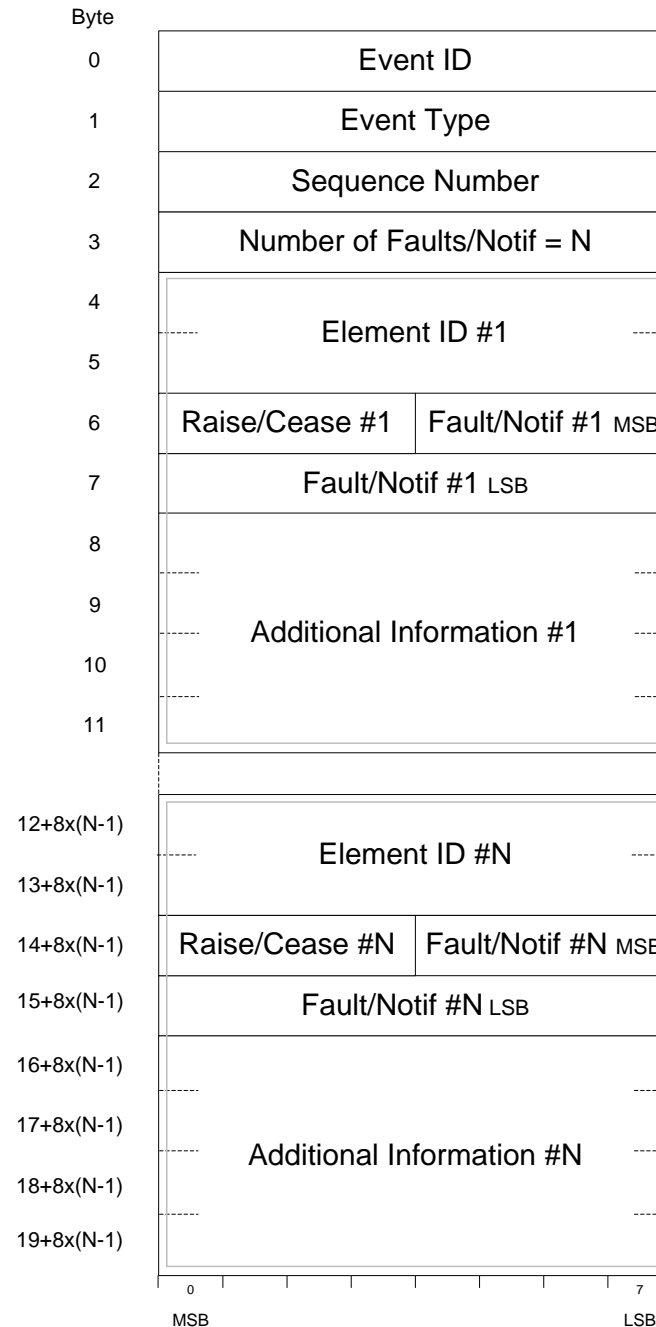 Byte
0 Event ID
1 Event Type
2 Sequence Number
3 Number of Faults/Notif = N
4
Element ID #1
5
6 Raise/Cease #1 Fault/Notif #1 MSB
7 Fault/Notif #1 LSB
8
9
Additional Information #1
10
11
12+8x(N-1)
Element ID #N
13+8x(N-1)
14+8x(N-1) Raise/Cease #N Fault/Notif #N MSB
15+8x(N-1) Fault/Notif #N LSB
16+8x(N-1)
17+8x(N-1)
Additional Information #N
18+8x(N-1)
19+8x(N-1)
0 7
MSB LSB